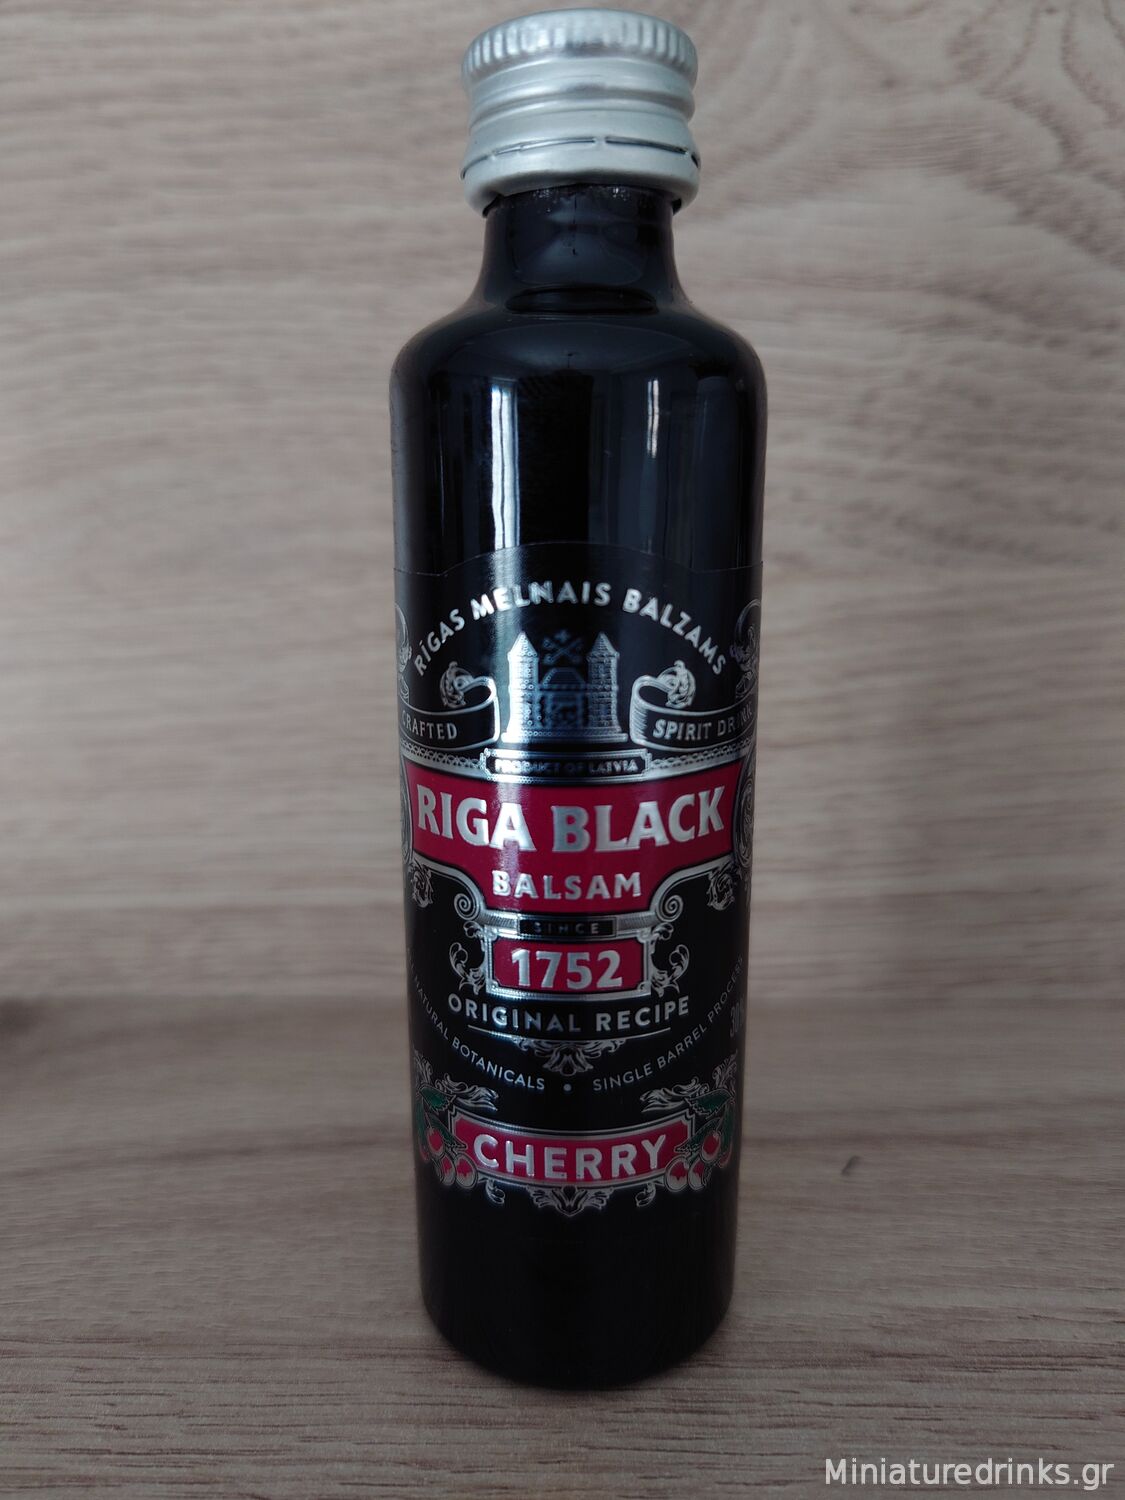 RĪGAS MELNAIS BALZAMS
CRAFTED
SPIRIT DRINK
PRODUCT OF LATVIA
RIGA BLACK
BALSAM
SINCE
1752
ORIGINAL RECIPE
NATURAL BOTANICALS • SINGLE BARREL PROCESS
CHERRY
Miniaturedrinks.gr